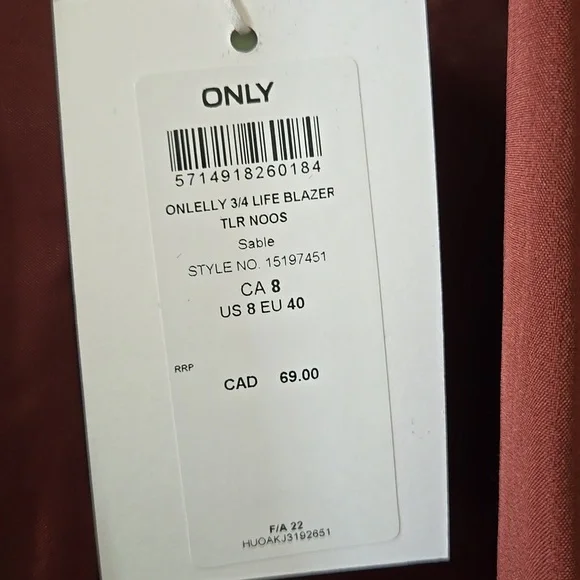 ONLY
5714918260184
ONLELLY 3/4 LIFE BLAZER
TLR NOOS
Sable
STYLE NO. 15197451
CA 8
US 8 EU 40
RRP
CAD 69.00
F/A 22
HUOAKJ3192651